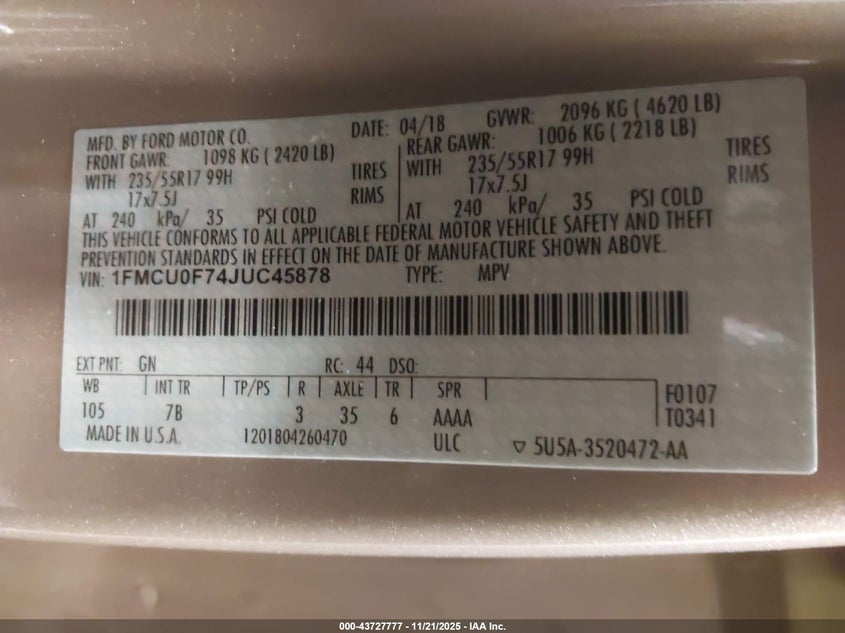 MFD. BY FORD MOTOR CO. DATE: 04/18 GVWR: 2096 KG ( 4620 LB)
FRONT GAWR: 1098 KG ( 2420 LB) REAR GAWR: 1006 KG ( 2218 LB)
WITH 235/55R17 99H TIRES WITH 235/55R17 99H TIRES
17x7.5J RIMS 17x7.5J RIMS
AT 240 kPa/ 35 PSI COLD AT 240 kPa/ 35 PSI COLD
THIS VEHICLE CONFORMS TO ALL APPLICABLE FEDERAL MOTOR VEHICLE SAFETY AND THEFT
PREVENTION STANDARDS IN EFFECT ON THE DATE OF MANUFACTURE SHOWN ABOVE.
VIN: 1FMCU0F74JUC45878 TYPE: MPV
EXT PNT: GN RC: 44 DSO:
WB INT TR TP/PS R AXLE TR SPR F0107
105 7B 3 35 6 AAAA T0341
MADE IN U.S.A. 1201804260470 ULC ▽ 5U5A-3520472-AA
000-43727777 - 11/21/2025 - IAA Inc.